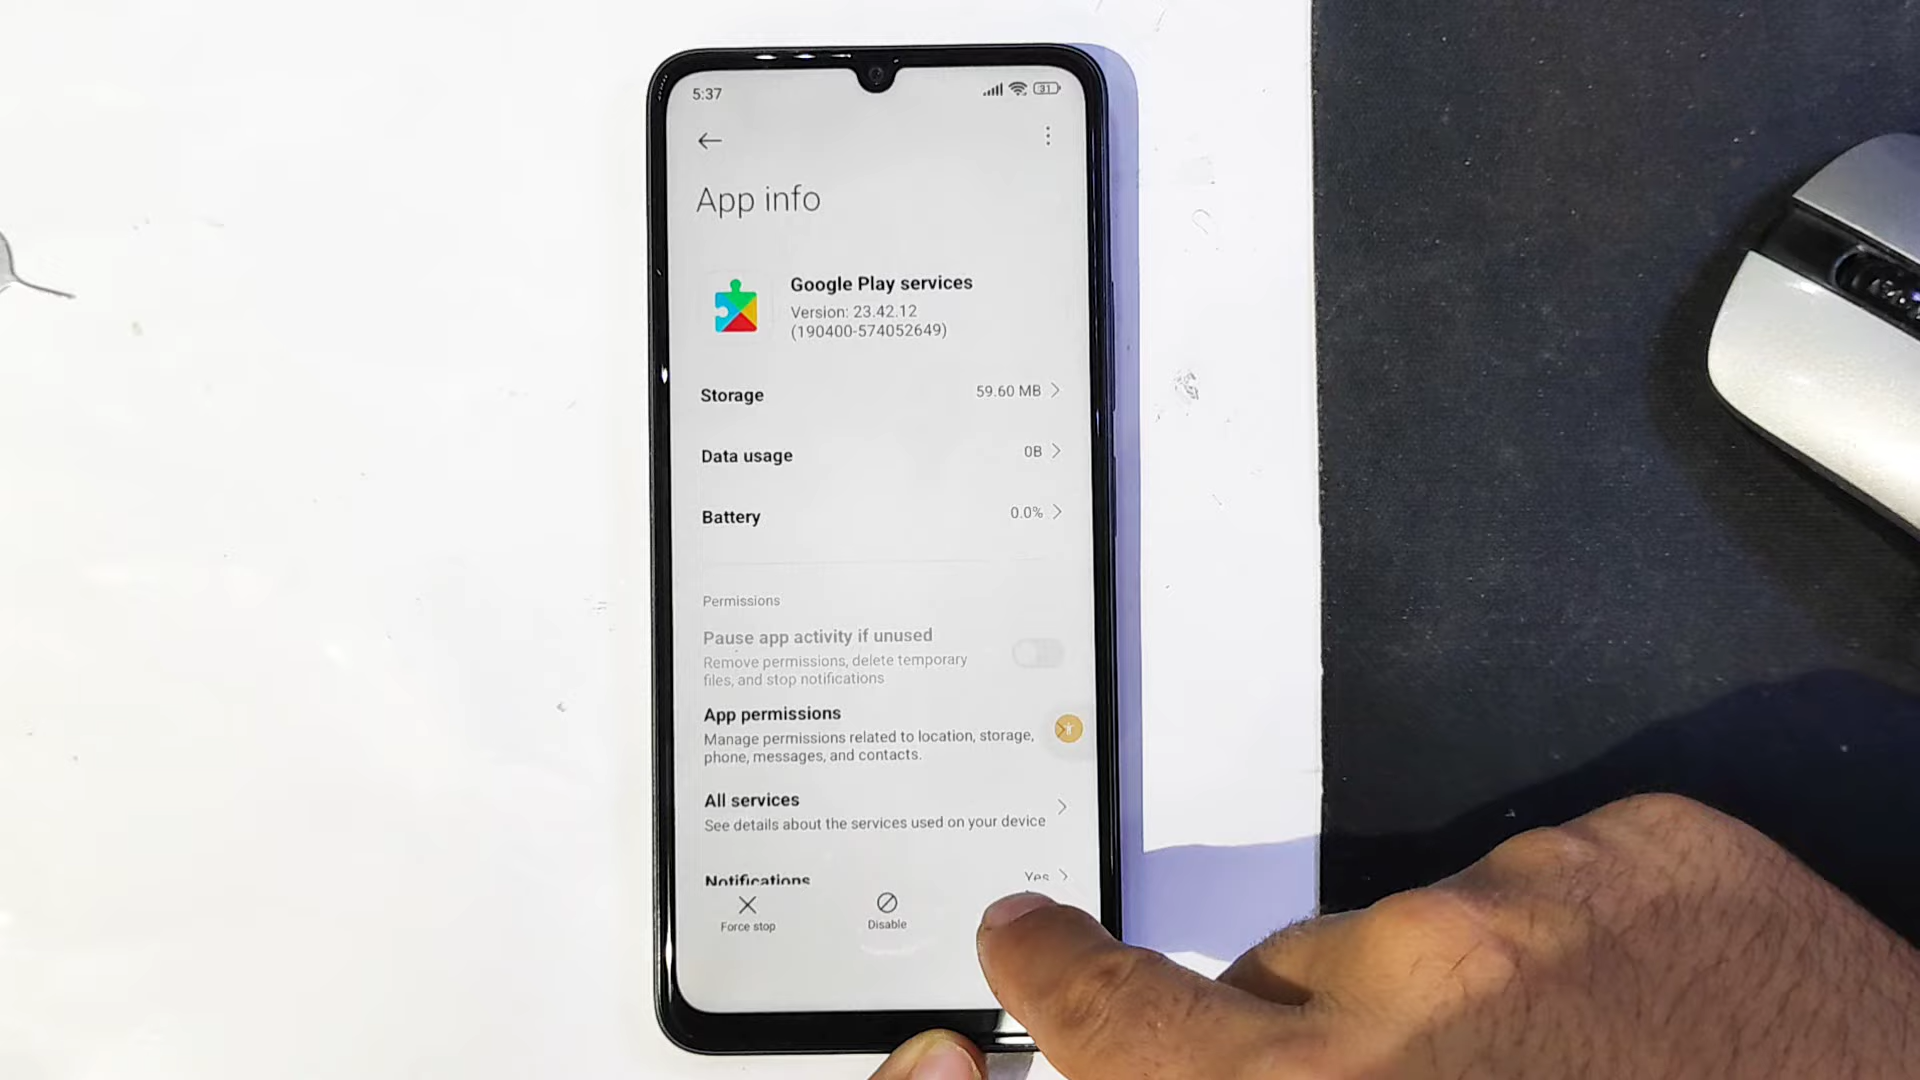 5:37
31
App info
Google Play services
Version: 23.42.12
(190400-574052649)
Storage
59.60 MB
Data usage
0B
Battery
0.0%
Permissions
Pause app activity if unused
Remove permissions, delete temporary
files, and stop notifications
App permissions
Manage permissions related to location, storage,
phone, messages, and contacts.
All services
See details about the services used on your device
Notifications
Yes
Force stop
Disable